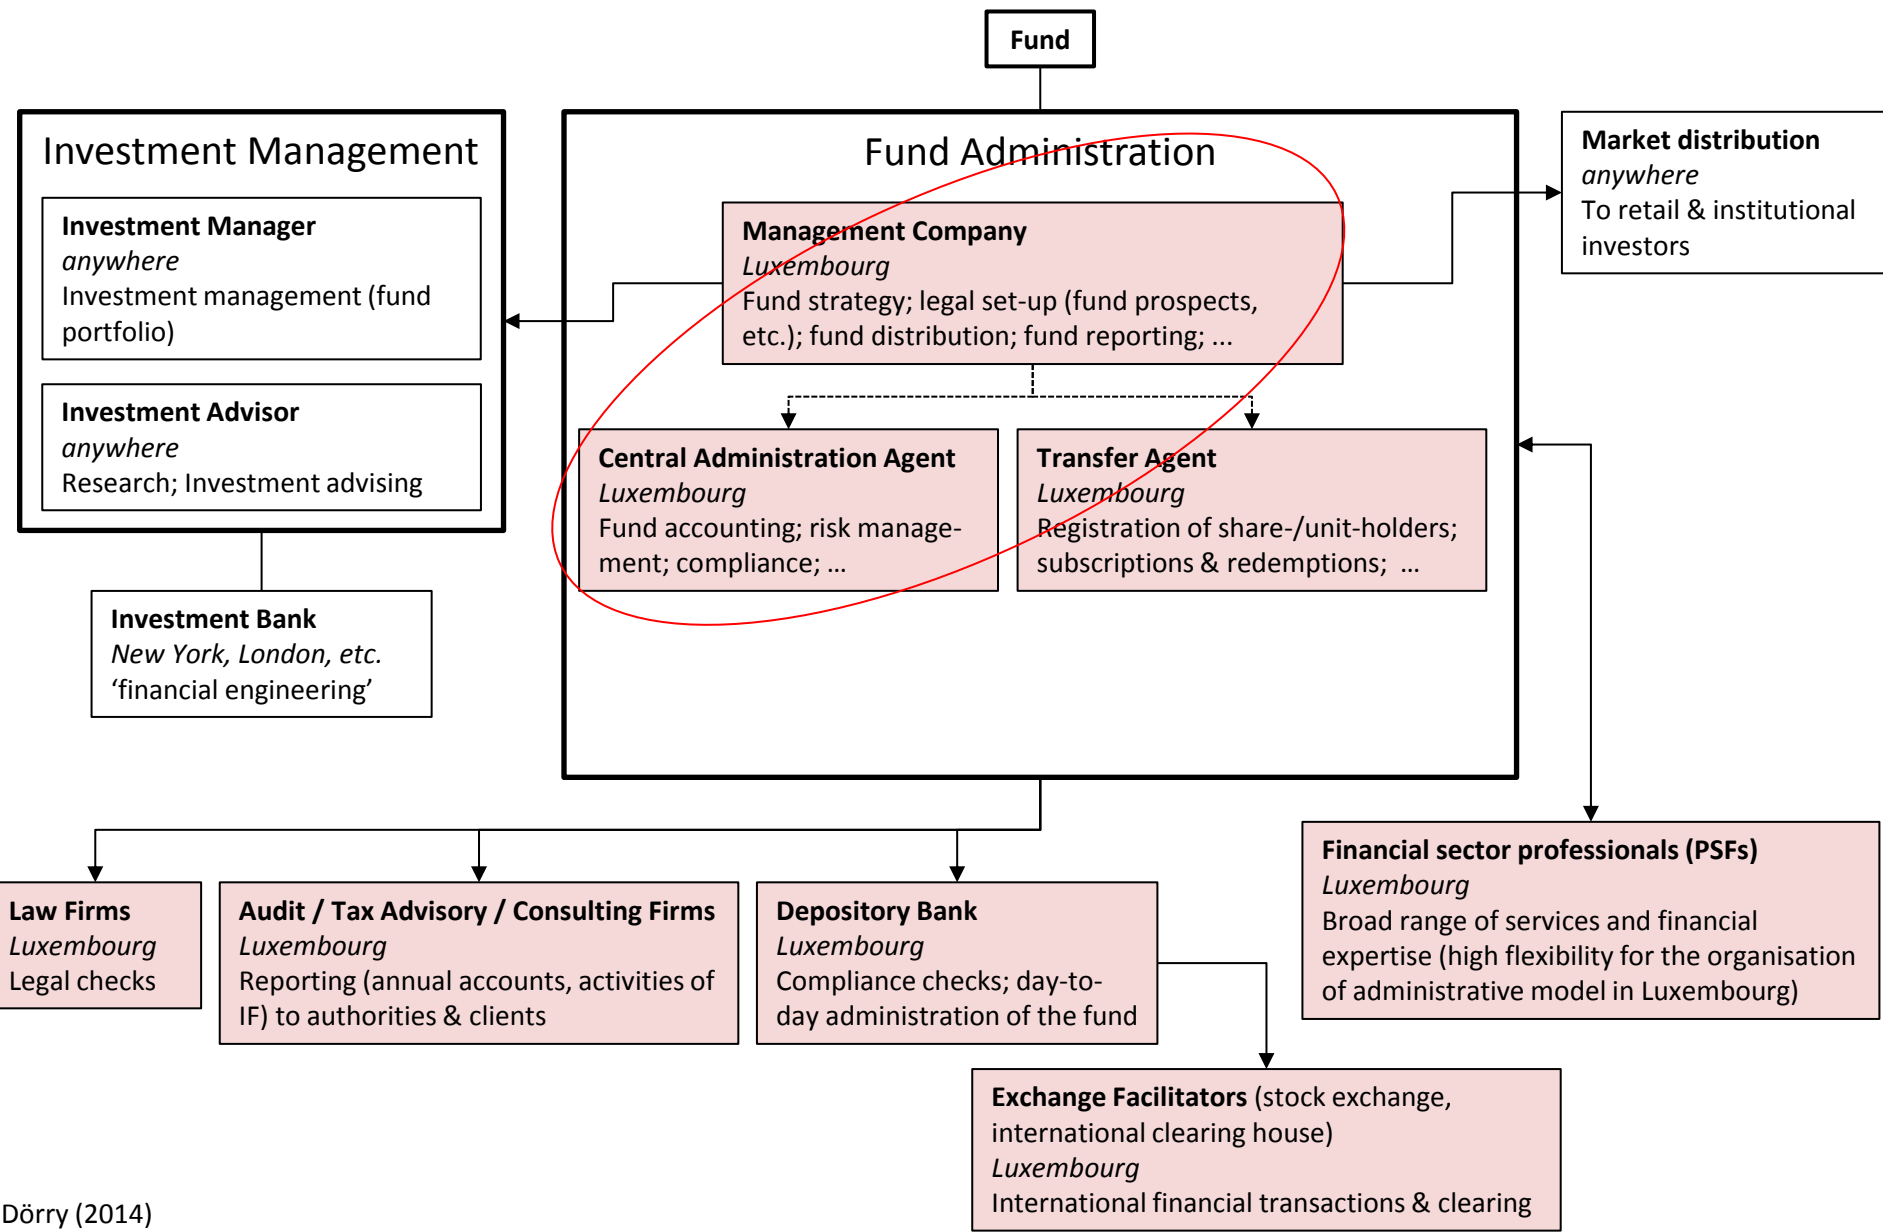 Fund
Investment Management
Investment Manager
anywhere
Investment management (fund
portfolio)
Investment Advisor
anywhere
Research; Investment advising
Investment Bank
New York, London, etc.
‘financial engineering’
Fund Administration
Management Company
Luxembourg
Fund strategy; legal set-up (fund prospects,
etc.); fund distribution; fund reporting; ...
Central Administration Agent
Luxembourg
Fund accounting; risk manage-
ment; compliance; ...
Transfer Agent
Luxembourg
Registration of share-/unit-holders;
subscriptions & redemptions; ...
Market distribution
anywhere
To retail & institutional
investors
Law Firms
Luxembourg
Legal checks
Audit / Tax Advisory / Consulting Firms
Luxembourg
Reporting (annual accounts, activities of
IF) to authorities & clients
Depository Bank
Luxembourg
Compliance checks; day-to-
day administration of the fund
Financial sector professionals (PSFs)
Luxembourg
Broad range of services and financial
expertise (high flexibility for the organisation
of administrative model in Luxembourg)
Exchange Facilitators (stock exchange,
international clearing house)
Luxembourg
International financial transactions & clearing
Dörry (2014)